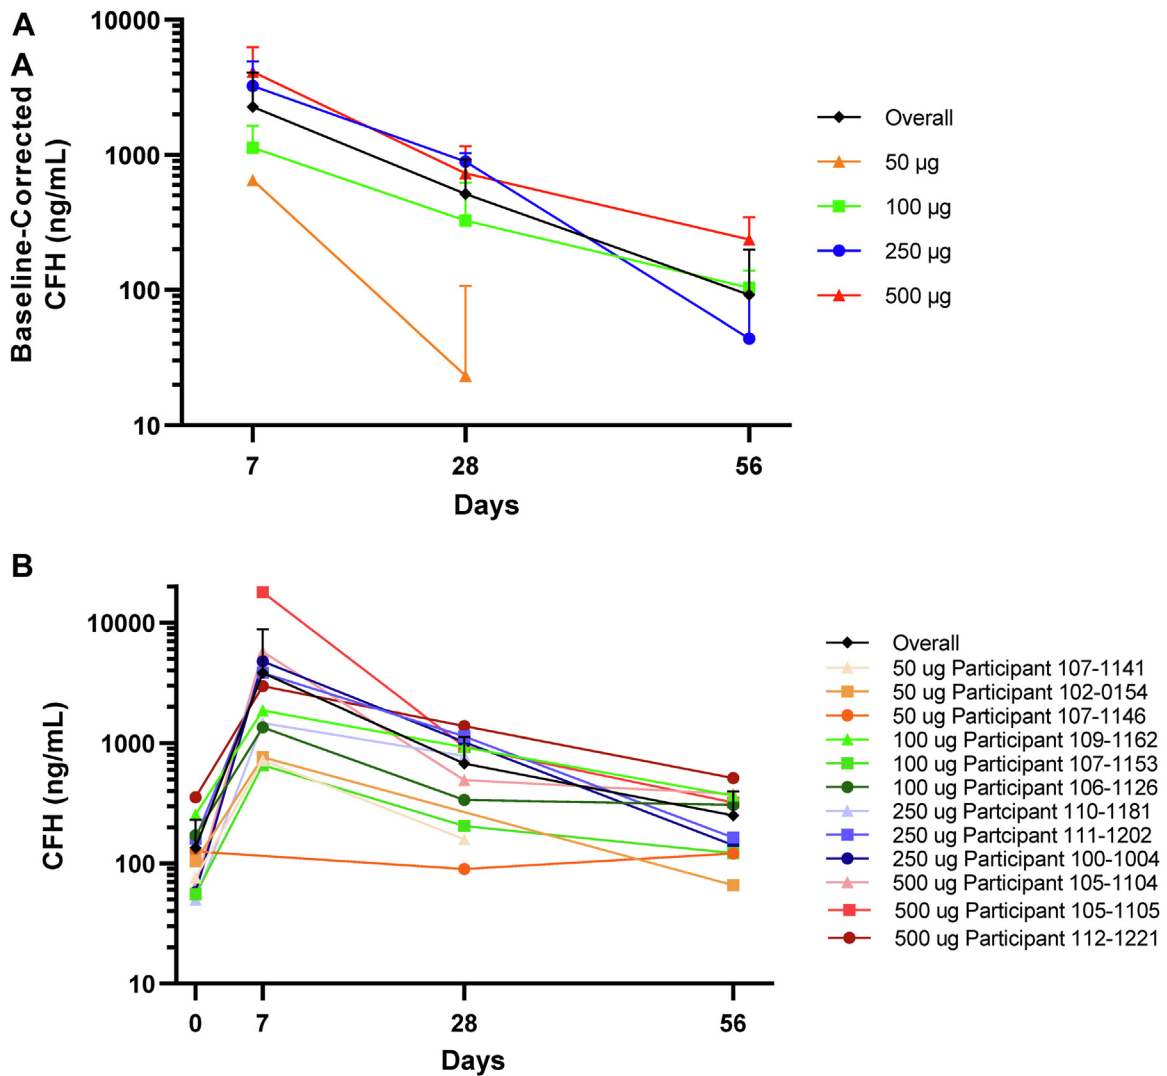 A
A
Baseline-Corrected
CFH (ng/mL)
10000
1000
100
10
7
28
56
Days
Overall
50 µg
100 µg
250 µg
500 µg
B
CFH (ng/mL)
10000
1000
100
10
0
7
28
56
Days
Overall
50 ug Participant 107-1141
50 ug Participant 102-0154
50 ug Participant 107-1146
100 ug Participant 109-1162
100 ug Participant 107-1153
100 ug Participant 106-1126
250 ug Participant 110-1181
250 ug Participant 111-1202
250 ug Participant 100-1004
500 ug Participant 105-1104
500 ug Participant 105-1105
500 ug Participant 112-1221